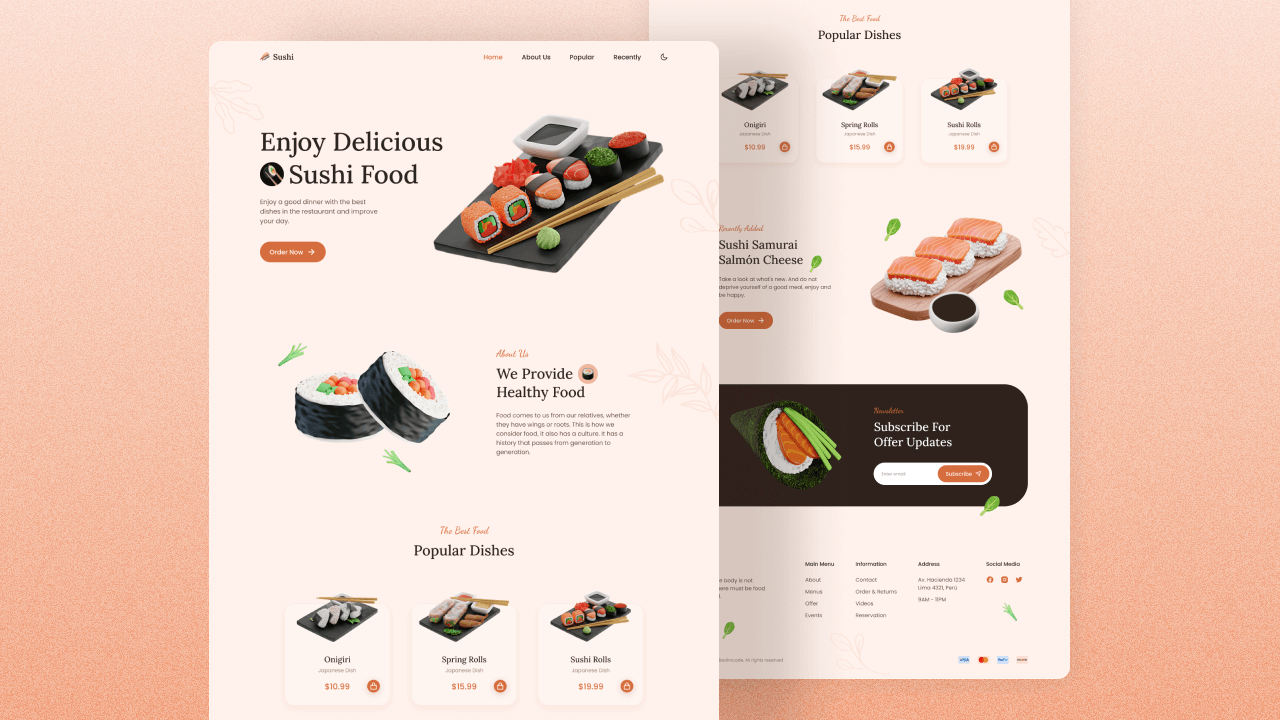 Sushi
Home
About Us
Popular
Recently
Enjoy Delicious
Sushi Food
Enjoy a good dinner with the best
dishes in the restaurant and improve
your day.
Order Now
About Us
We Provide
Healthy Food
Food comes to us from our relatives, whether
they have wings or roots. This is how we
consider food, it also has a culture. It has a
history that passes from generation to
generation.
The Best Food
Popular Dishes
Onigiri
Japanese Dish
$10.99
Spring Rolls
Japanese Dish
$15.99
Sushi Rolls
Japanese Dish
$19.99
The Best Food
Popular Dishes
Onigiri
Japanese Dish
$10.99
Spring Rolls
Japanese Dish
$15.99
Sushi Rolls
Japanese Dish
$19.99
Recently Added
Sushi Samurai
Salmón Cheese
Take a look at what's new. And do not
deprive yourself of a good meal, enjoy and
be happy.
Order Now
Newsletter
Subscribe For
Offer Updates
Enter email
Subscribe
e body is not
ere must be food
Main Menu
About
Menus
Offer
Events
Information
Contact
Order & Returns
Videos
Reservation
Address
Av. Hacienda 1234
Lima 4321, Perú
9AM - 11PM
Social Media
All rights reserved
VISA
PayPal